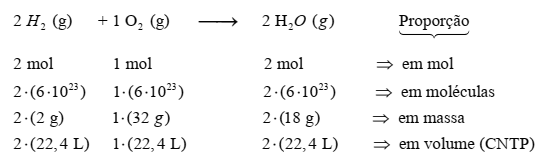 2 H₂ (g) + 1 O₂ (g) ⟶ 2 H₂O (g) Proporção
2 mol 1 mol 2 mol ⇒ em mol
2·(6·10²³) 1·(6·10²³) 2·(6·10²³) ⇒ em moléculas
2·(2 g) 1·(32 g) 2·(18 g) ⇒ em massa
2·(22,4 L) 1·(22,4 L) 2·(22,4 L) ⇒ em volume (CNTP)